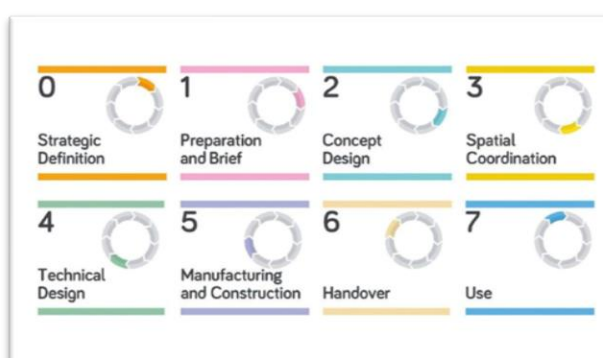 0
Strategic
Definition
1
Preparation
and Brief
2
Concept
Design
3
Spatial
Coordination
4
Technical
Design
5
Manufacturing
and Construction
6
Handover
7
Use